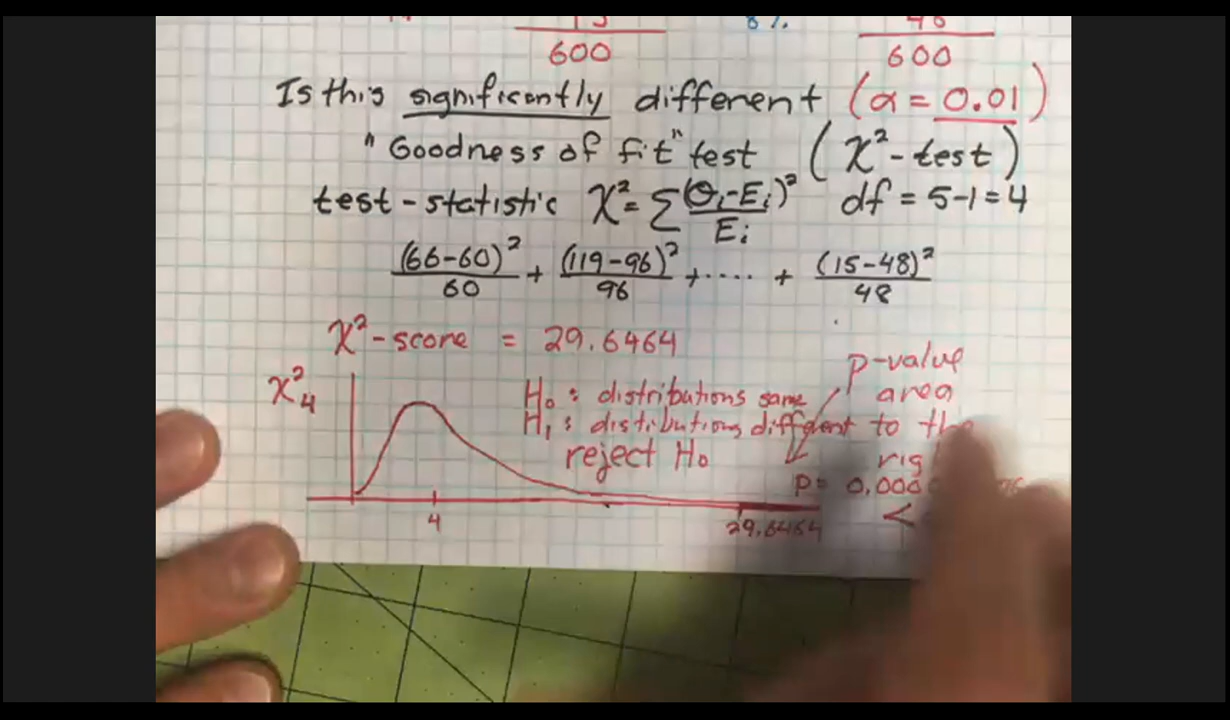 600 8% 600
Is this significantly different (α = 0.01)
"Goodness of fit" test (χ² - test)
test-statistic χ² = Σ (Oᵢ-Eᵢ)² / Eᵢ df = 5-1 = 4
(66-60)² / 60 + (119-96)² / 96 + .... + (15-48)² / 48
χ² - score = 29.6464
χ²₄
H₀ : distributions same
H₁ : distributions different
reject H₀
p-value
area
to the
p = 0.000
<
4 29.6464